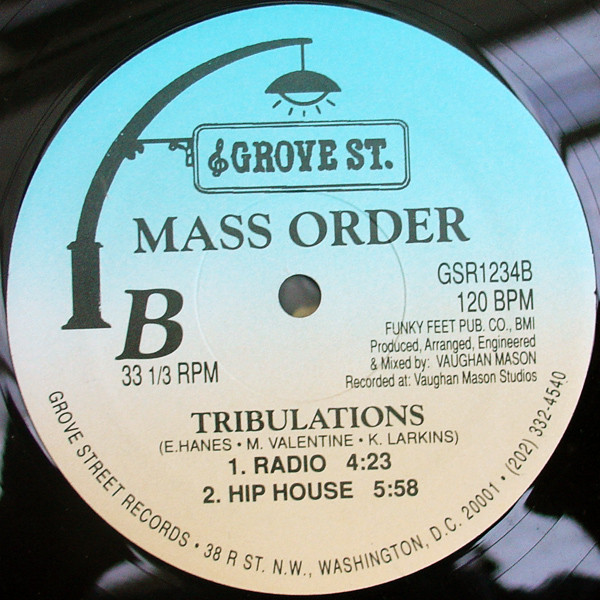 GROVE ST.
MASS ORDER
B
33 1/3 RPM
GSR1234B
120 BPM
FUNKY FEET PUB. CO., BMI
Produced, Arranged, Engineered
& Mixed by: VAUGHAN MASON
Recorded at: Vaughan Mason Studios
TRIBULATIONS
(E.HANES • M. VALENTINE • K. LARKINS)
1. RADIO 4:23
2. HIP HOUSE 5:58
GROVE STREET RECORDS • 38 R ST. N.W., WASHINGTON, D.C. 20001 • (202) 332-4540